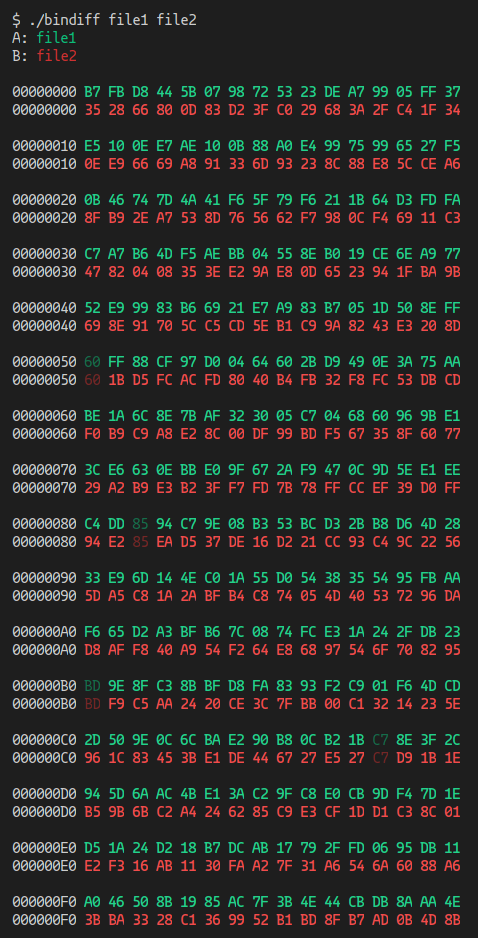 $ ./bindiff file1 file2
A: file1
B: file2
00000000 B7 FB D8 44 5B 07 98 72 53 23 DE A7 99 05 FF 37
00000000 35 28 66 80 0D 83 D2 3F C0 29 68 3A 2F C4 1F 34
00000010 E5 10 0E E7 AE 10 0B 88 A0 E4 99 75 99 65 27 F5
00000010 0E E9 66 69 A8 91 33 6D 93 23 8C 88 E8 5C CE A6
00000020 0B 46 74 7D 4A 41 F6 5F 79 F6 21 1B 64 D3 FD FA
00000020 8F B9 2E A7 53 8D 76 56 62 F7 98 0C F4 69 11 C3
00000030 C7 A7 B6 4D F5 AE BB 04 55 8E B0 19 CE 6E A9 77
00000030 47 82 04 08 35 3E E2 9A E8 0D 65 23 94 1F BA 9B
00000040 52 E9 99 83 B6 69 21 E7 A9 83 B7 05 1D 50 8E FF
00000040 69 8E 91 70 5C C5 CD 5E B1 C9 9A 82 43 E3 20 8D
00000050 60 FF 88 CF 97 D0 04 64 60 2B D9 49 0E 3A 75 AA
00000050 60 1B D5 FC AC FD 80 40 B4 FB 32 F8 FC 53 DB CD
00000060 BE 1A 6C 8E 7B AF 32 30 05 C7 04 68 60 96 9B E1
00000060 F0 B9 C9 A8 E2 8C 00 DF 99 BD F5 67 35 8F 60 77
00000070 3C E6 63 0E BB E0 9F 67 2A F9 47 0C 9D 5E E1 EE
00000070 29 A2 B9 E3 B2 3F F7 FD 7B 78 FF CC EF 39 D0 FF
00000080 C4 DD 85 94 C7 9E 08 B3 53 BC D3 2B B8 D6 4D 28
00000080 94 E2 85 EA D5 37 DE 16 D2 21 CC 93 C4 9C 22 56
00000090 33 E9 6D 14 4E C0 1A 55 D0 54 38 35 54 95 FB AA
00000090 5D A5 C8 1A 2A BF B4 C8 74 05 4D 40 53 72 96 DA
000000A0 F6 65 D2 A3 BF B6 7C 08 74 FC E3 1A 24 2F DB 23
000000A0 D8 AF F8 40 A9 54 F2 64 E8 68 97 54 6F 70 82 95
000000B0 BD 9E 8F C3 8B BF D8 FA 83 93 F2 C9 01 F6 4D CD
000000B0 BD F9 C5 AA 24 20 CE 3C 7F BB 00 C1 32 14 23 5E
000000C0 2D 50 9E 0C 6C BA E2 90 B8 0C B2 1B C7 8E 3F 2C
000000C0 96 1C 83 45 3B E1 DE 44 67 27 E5 27 C7 D9 1B 1E
000000D0 94 5D 6A AC 4B E1 3A C2 9F C8 E0 CB 9D F4 7D 1E
000000D0 B5 9B 6B C2 A4 24 62 85 C9 E3 CF 1D D1 C3 8C 01
000000E0 D5 1A 24 D2 18 B7 DC AB 17 79 2F FD 06 95 DB 11
000000E0 E2 F3 16 AB 11 30 FA A2 7F 31 A6 54 6A 60 88 A6
000000F0 A0 46 50 8B 19 85 AC 7F 3B 4E 44 CB DB 8A AA 4E
000000F0 3B BA 33 28 C1 36 99 52 B1 BD 8F B7 AD 0B 4D 8B